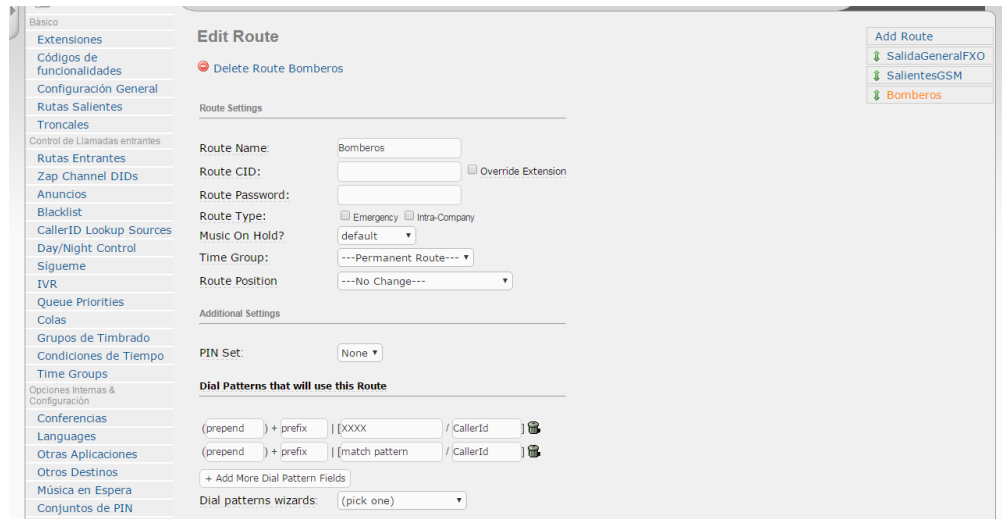 Básico
Extensiones
Códigos de
funcionalidades
Configuración General
Rutas Salientes
Troncales
Control de Llamadas entrantes
Rutas Entrantes
Zap Channel DIDs
Anuncios
Blacklist
CallerID Lookup Sources
Day/Night Control
Sígueme
IVR
Queue Priorities
Colas
Grupos de Timbrado
Condiciones de Tiempo
Time Groups
Opciones Internas &
Configuración
Conferencias
Languages
Otras Aplicaciones
Otros Destinos
Música en Espera
Conjuntos de PIN
Edit Route
Delete Route Bomberos
Route Settings
Route Name: Bomberos
Route CID: Override Extension
Route Password:
Route Type: Emergency Intra-Company
Music On Hold? default
Time Group: ---Permanent Route---
Route Position ---No Change---
Additional Settings
PIN Set: None
Dial Patterns that will use this Route
(prepend ) + prefix | [XXXX / CallerId ]
(prepend ) + prefix | [match pattern / CallerId ]
+ Add More Dial Pattern Fields
Dial patterns wizards: (pick one)
Add Route
SalidaGeneralFXO
SalientesGSM
Bomberos